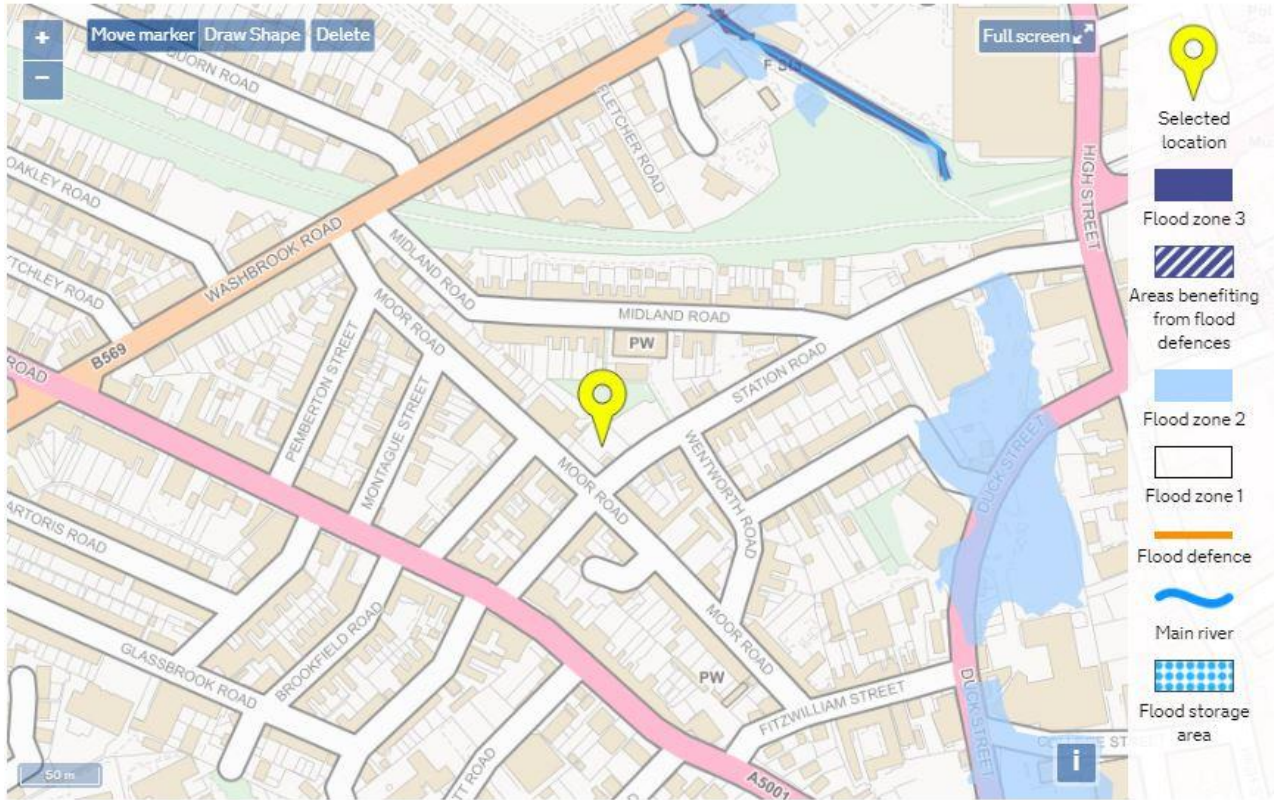 +
−
Move marker
Draw Shape
Delete
Full screen
QUORN ROAD
F Sta
FLETCHER ROAD
HIGH STREET
OAKLEY ROAD
WASHBROOK ROAD
MIDLAND ROAD
MIDLAND ROAD
MOOR ROAD
PW
B569
ROAD
PEMBERTON STREET
MONTAGUE STREET
STATION ROAD
WENTWORTH ROAD
MOOR ROAD
DUCK STREET
MOOR ROAD
GLASSBROOK ROAD
BROOKFIELD ROAD
PW
FITZWILLIAM STREET
DUCK STREET
A5001
50 m
i
Selected
location
Flood zone 3
Areas benefiting
from flood
defences
Flood zone 2
Flood zone 1
Flood defence
Main river
Flood storage
area